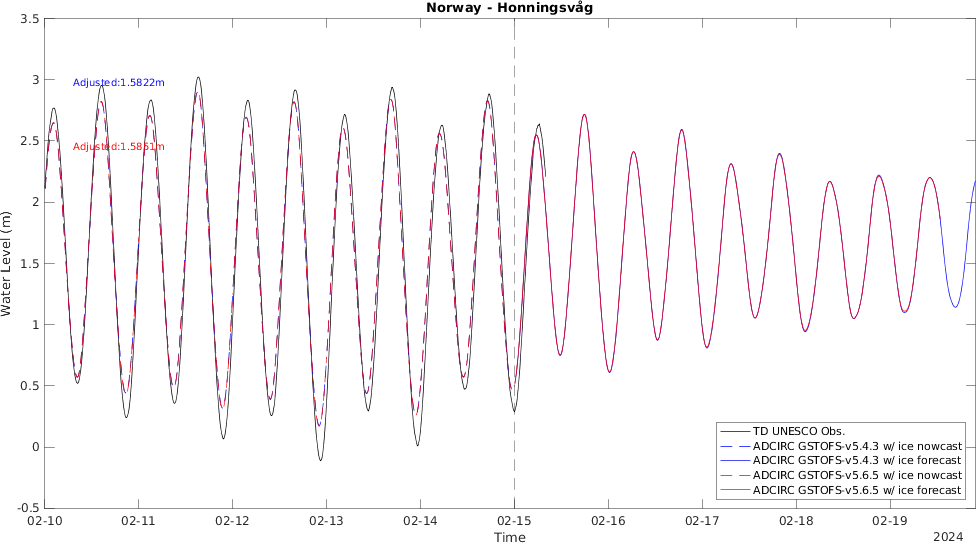 Norway - Honningsvåg
3.5
3
2.5
2
1.5
1
0.5
0
-0.5
Water Level (m)
Adjusted:1.5822m
Adjusted:1.5851m
TD UNESCO Obs.
ADCIRC GSTOFS-v5.4.3 w/ ice nowcast
ADCIRC GSTOFS-v5.4.3 w/ ice forecast
ADCIRC GSTOFS-v5.6.5 w/ ice nowcast
ADCIRC GSTOFS-v5.6.5 w/ ice forecast
02-10 02-11 02-12 02-13 02-14 02-15 02-16 02-17 02-18 02-19
Time
2024